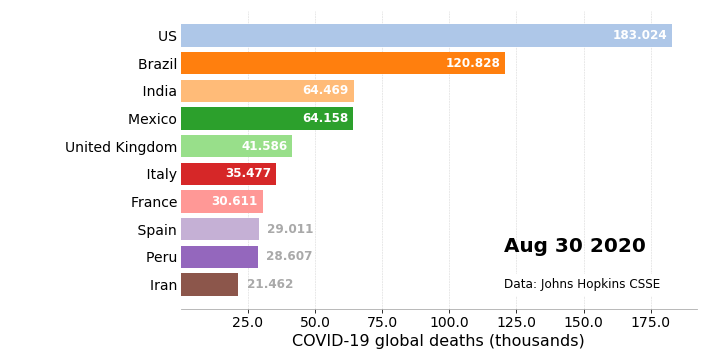 US 183.024
Brazil 120.828
India 64.469
Mexico 64.158
United Kingdom 41.586
Italy 35.477
France 30.611
Spain 29.011
Peru 28.607
Iran 21.462
Aug 30 2020
Data: Johns Hopkins CSSE
25.0 50.0 75.0 100.0 125.0 150.0 175.0
COVID-19 global deaths (thousands)